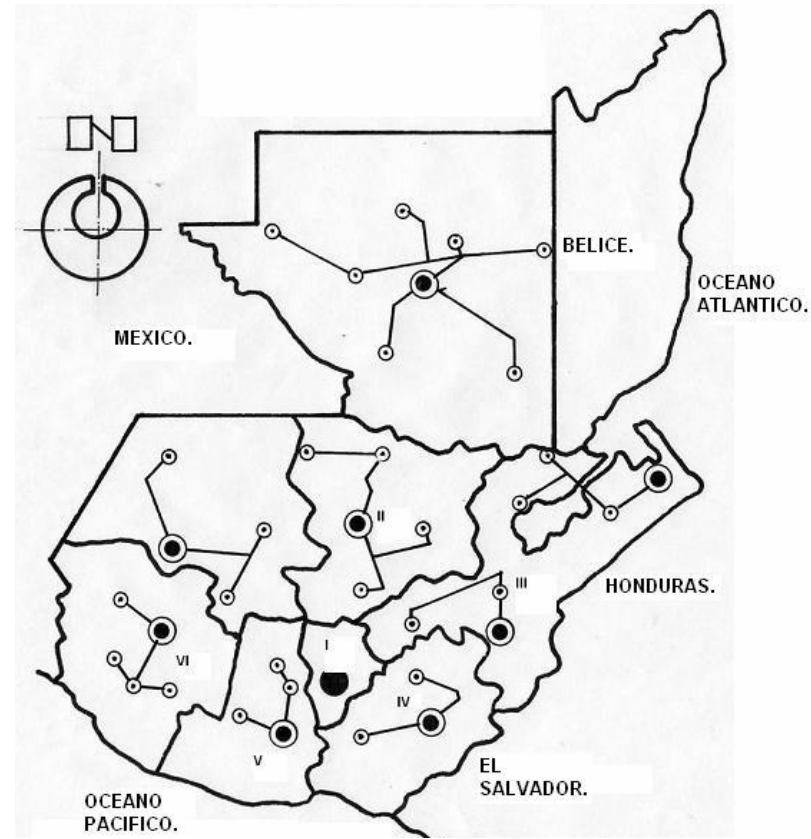 N
BELICE.
OCEANO
ATLANTICO.
MEXICO.
II
III
HONDURAS.
I
VI
IV
V
EL
SALVADOR.
OCEANO
PACIFICO.